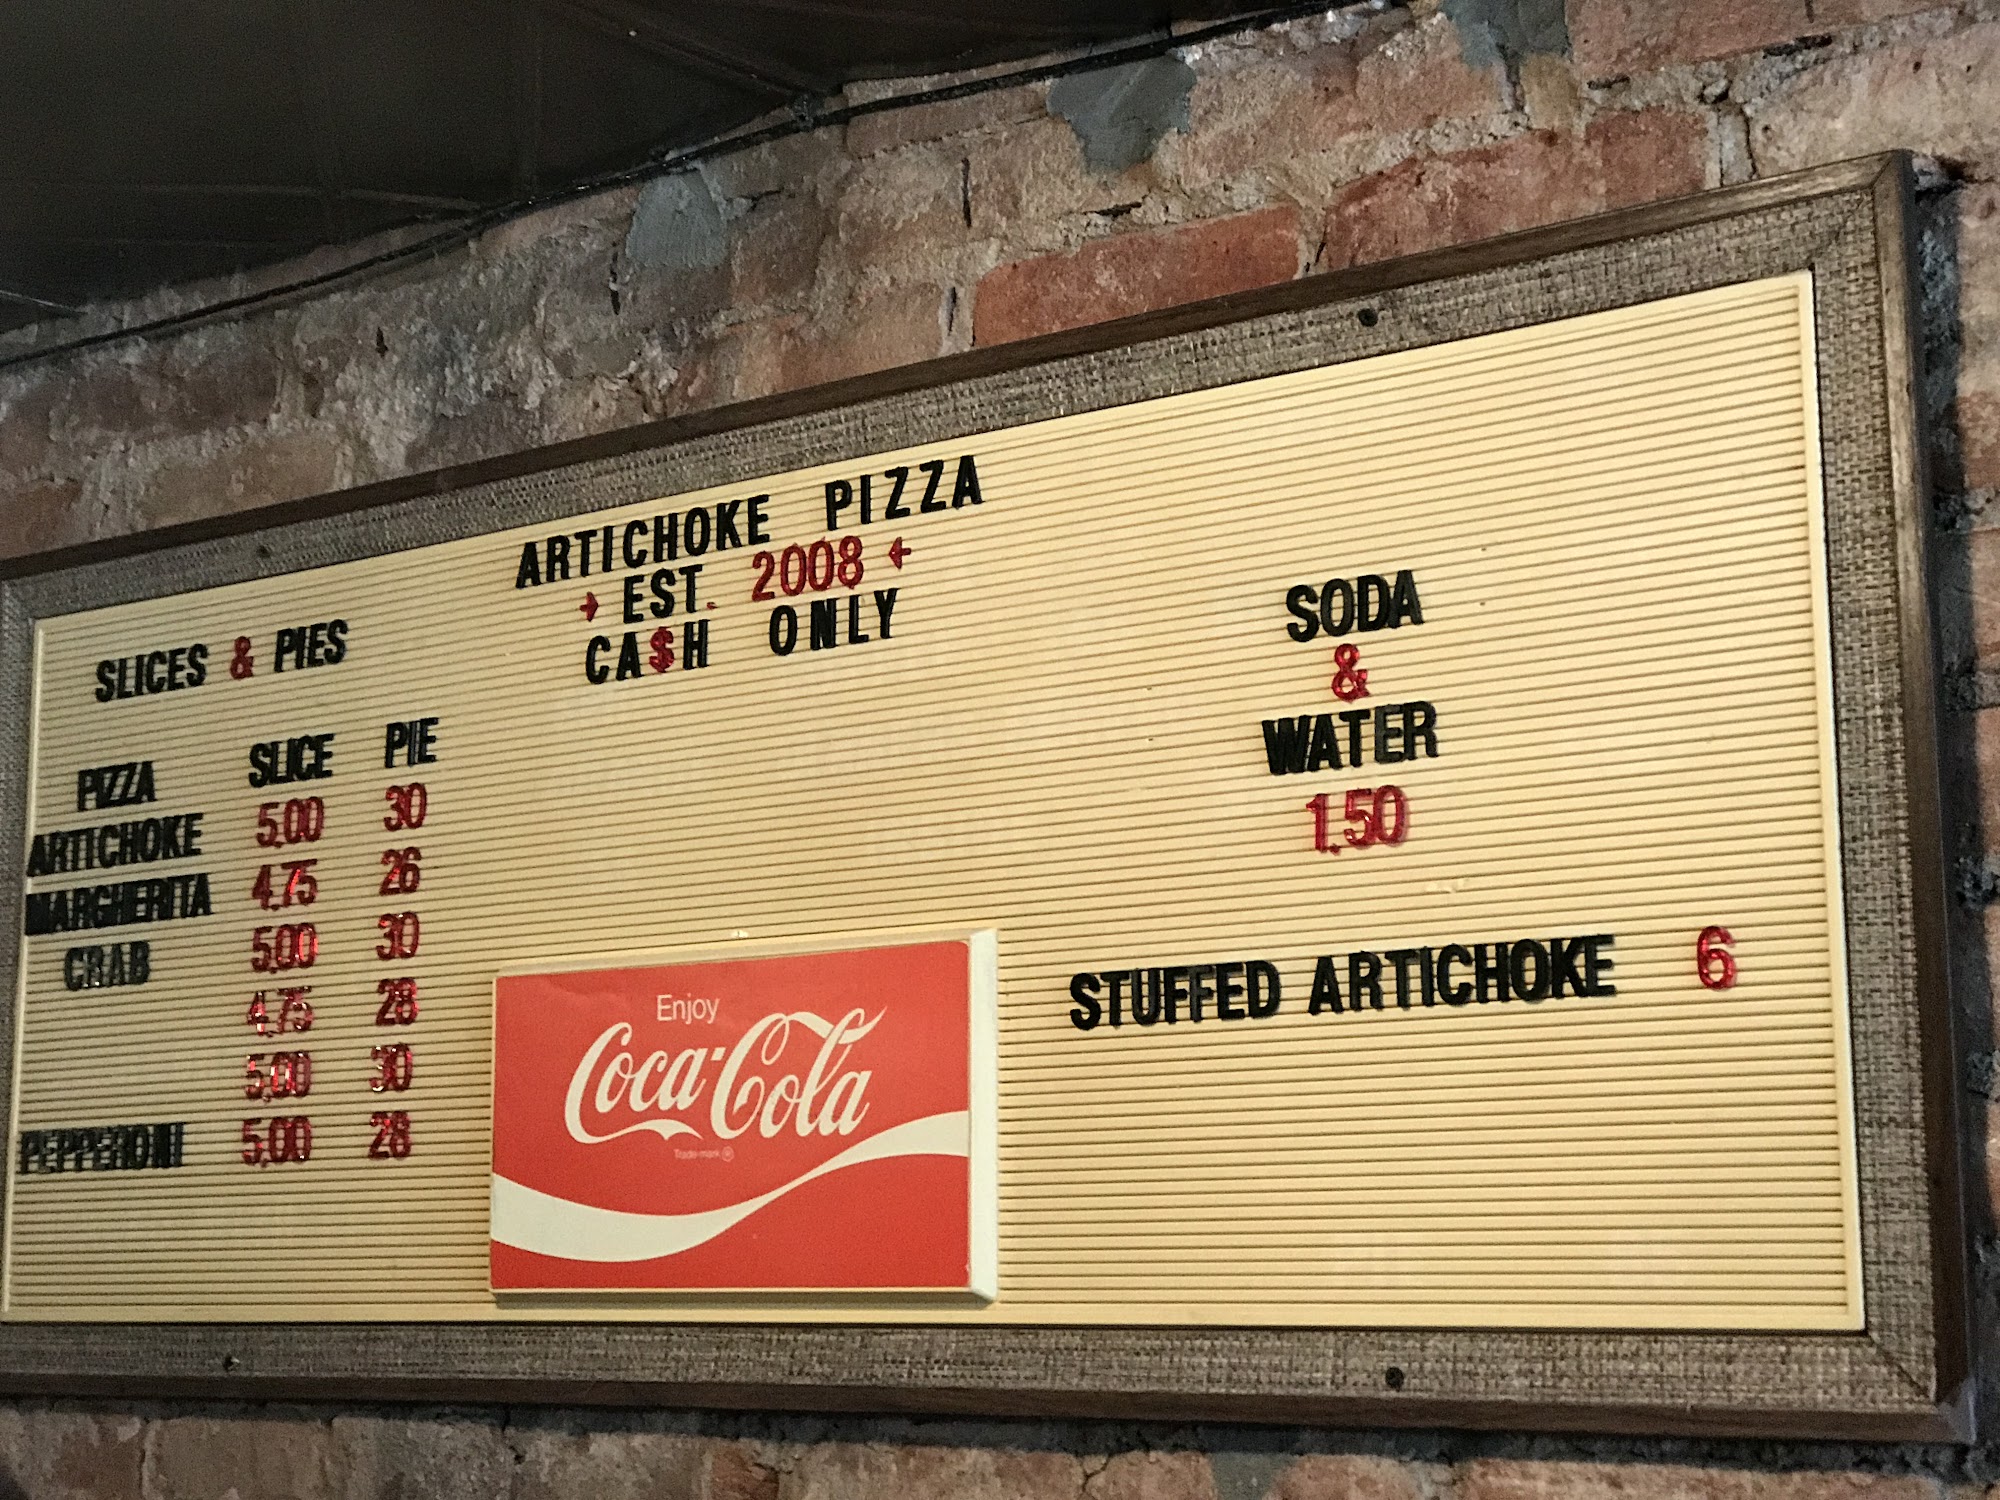 ARTICHOKE PIZZA
EST. 2008
CA$H ONLY
SLICES & PIES
PIZZA SLICE PIE
ARTICHOKE 5.00 30
MARGHERITA 4.75 26
CRAB 5.00 30
4.75 28
5.00 30
PEPPERONI 5.00 28
Enjoy
Coca-Cola
Trade-mark ®
SODA
&
WATER
1.50
STUFFED ARTICHOKE 6